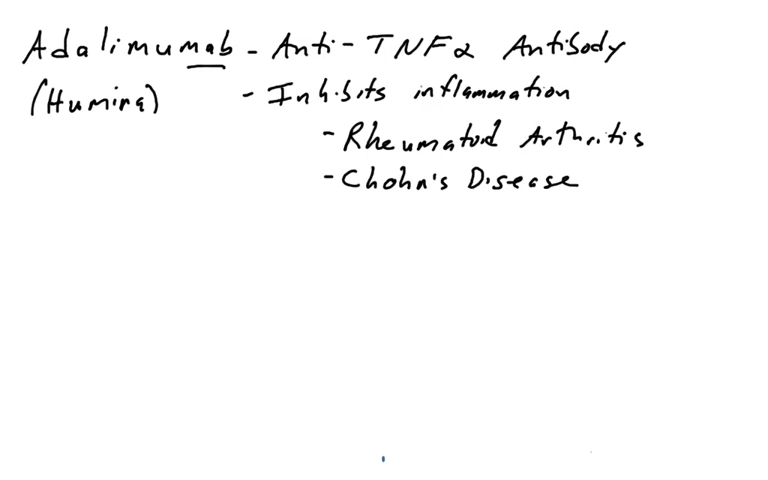 Adalimumab - Anti-TNFα Antibody
(Humira) - Inhibits inflammation
- Rheumatoid Arthritis
- Chohn's Disease